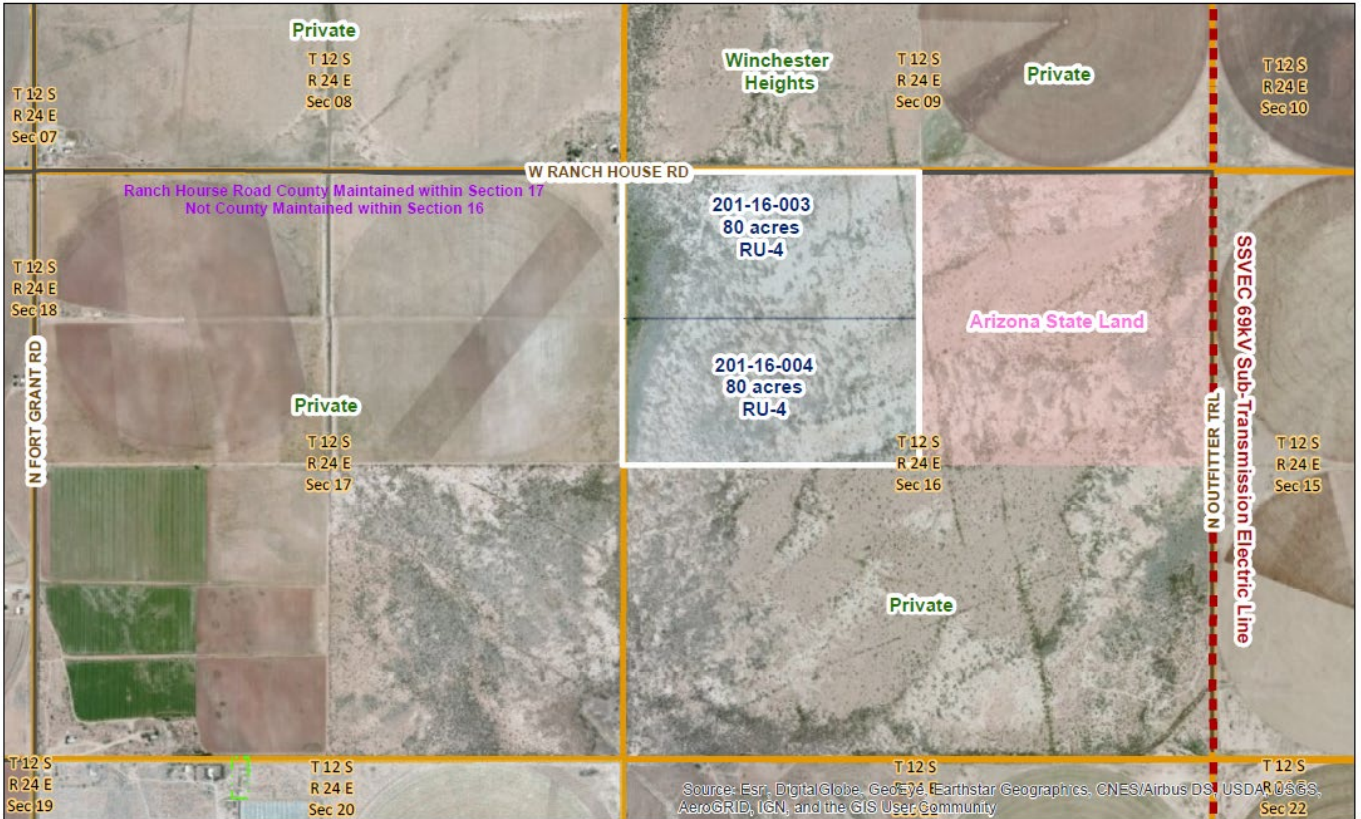 Private
T 12 S
R 24 E
Sec 08
Winchester
Heights
T 12 S
R 24 E
Sec 09
Private
T 12 S
R 24 E
Sec 10
T 12 S
R 24 E
Sec 07
W RANCH HOUSE RD
Ranch Hourse Road County Maintained within Section 17
Not County Maintained within Section 16
201-16-003
80 acres
RU-4
T 12 S
R 24 E
Sec 18
Arizona State Land
SSVEC 69kV Sub-Transmission Electric Line
N FORT GRANT RD
201-16-004
80 acres
RU-4
Private
T 12 S
R 24 E
Sec 17
T 12 S
R 24 E
Sec 16
N OUTFITTER TRL
T 12 S
R 24 E
Sec 15
Private
T 12 S
R 24 E
Sec 19
T 12 S
R 24 E
Sec 20
T 12 S
T 12 S
Sec 22
Source: Esri, DigitalGlobe, GeoEye, Earthstar Geographics, CNES/Airbus DS, USDA, USGS,
AeroGRID, IGN, and the GIS User Community